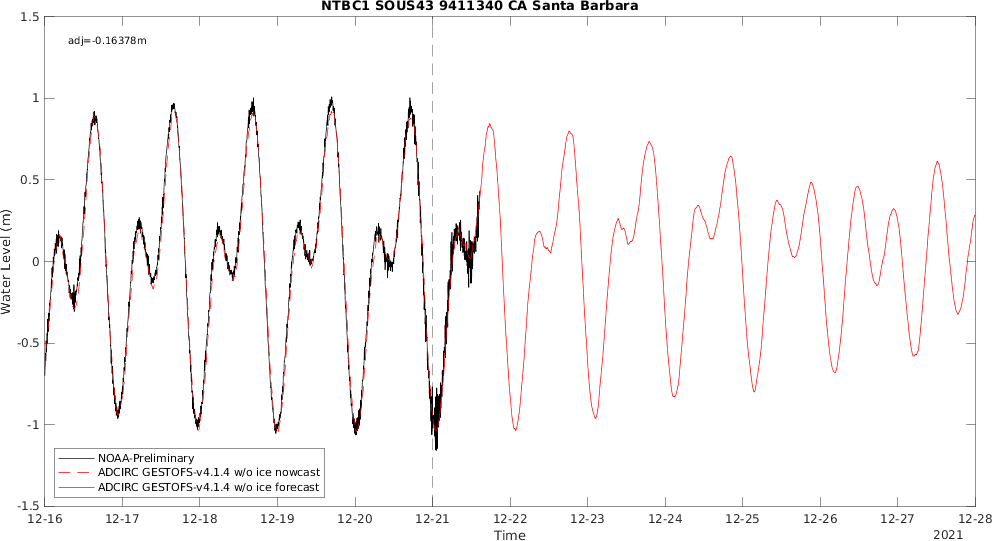 NTBC1 SOUS43 9411340 CA Santa Barbara
1.5
adj=-0.16378m
1
0.5
0
-0.5
-1
-1.5
Water Level (m)
NOAA-Preliminary
ADCIRC GESTOFS-v4.1.4 w/o ice nowcast
ADCIRC GESTOFS-v4.1.4 w/o ice forecast
12-16 12-17 12-18 12-19 12-20 12-21 12-22 12-23 12-24 12-25 12-26 12-27 12-28
Time
2021